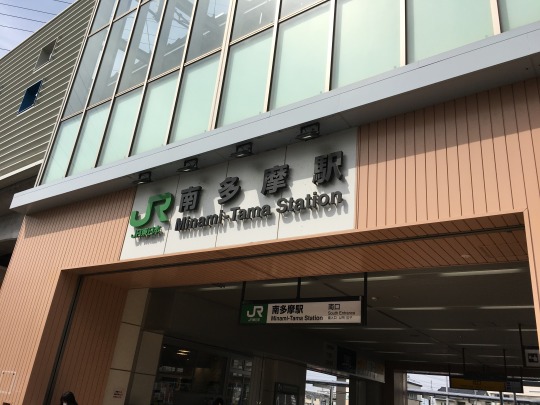 JR
JR東日本
南多摩駅
Minami-Tama Station
JR
南多摩駅
Minami-Tama Station
南口
South Entrance